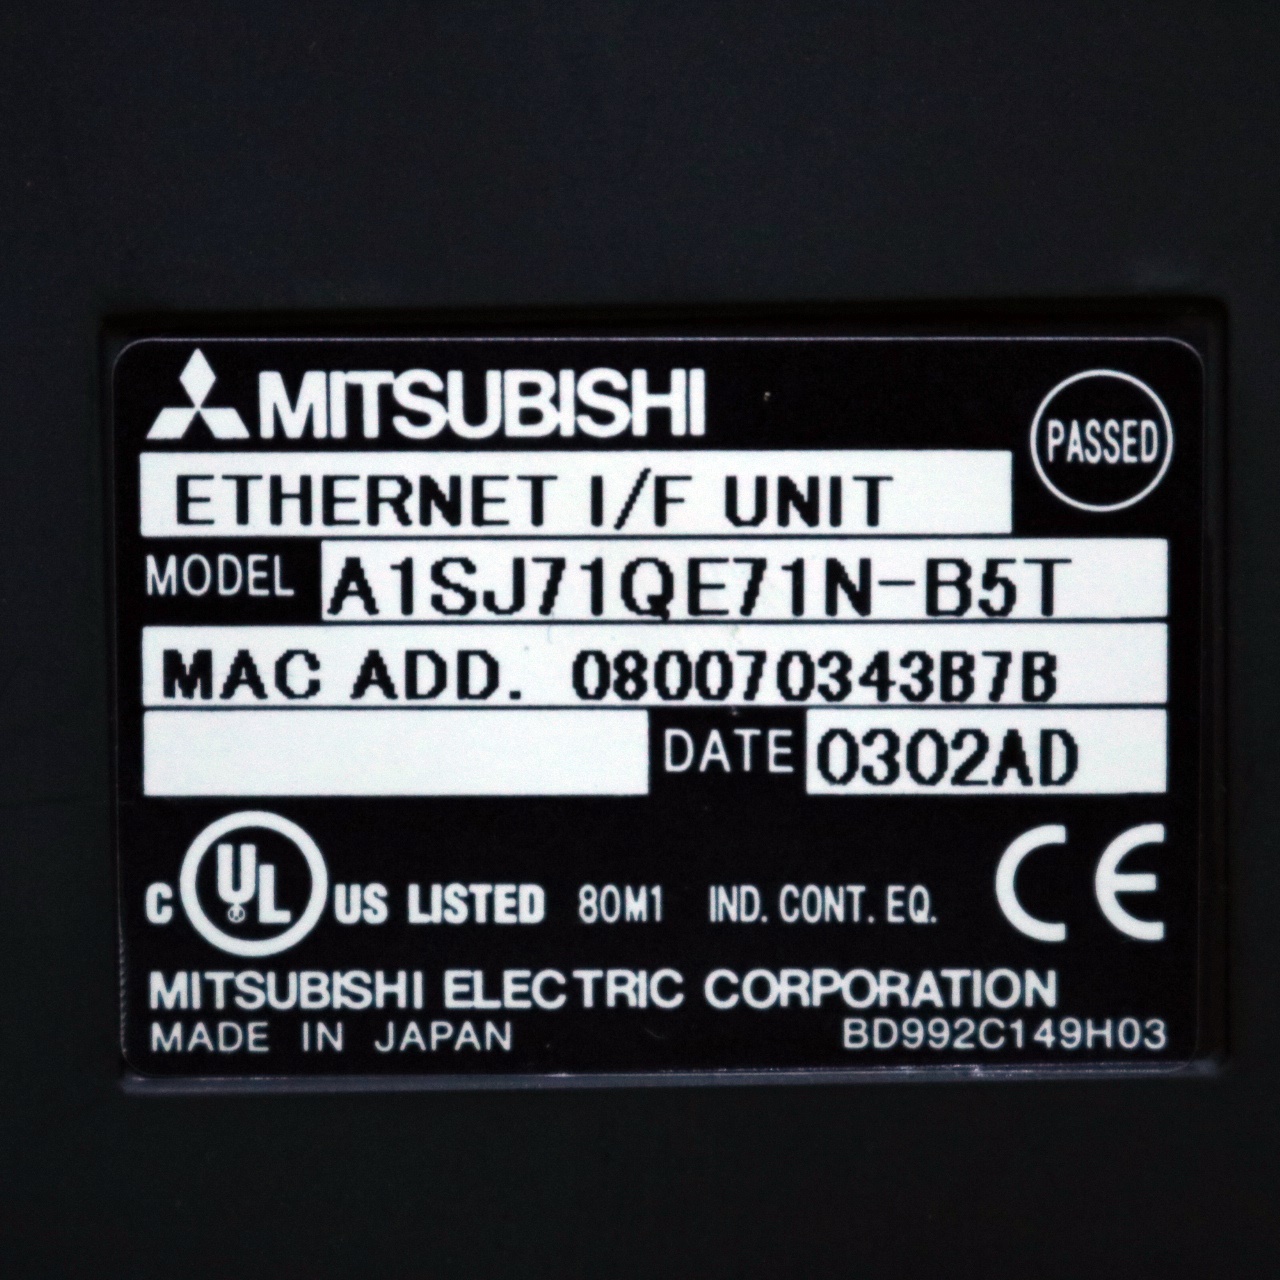 MITSUBISHI
PASSED
ETHERNET I/F UNIT
MODEL A1SJ71QE71N-B5T
MAC ADD. 080070343B7B
DATE 0302AD
C UL US LISTED 80M1 IND. CONT. EQ. CE
MITSUBISHI ELECTRIC CORPORATION
MADE IN JAPAN BD992C149H03